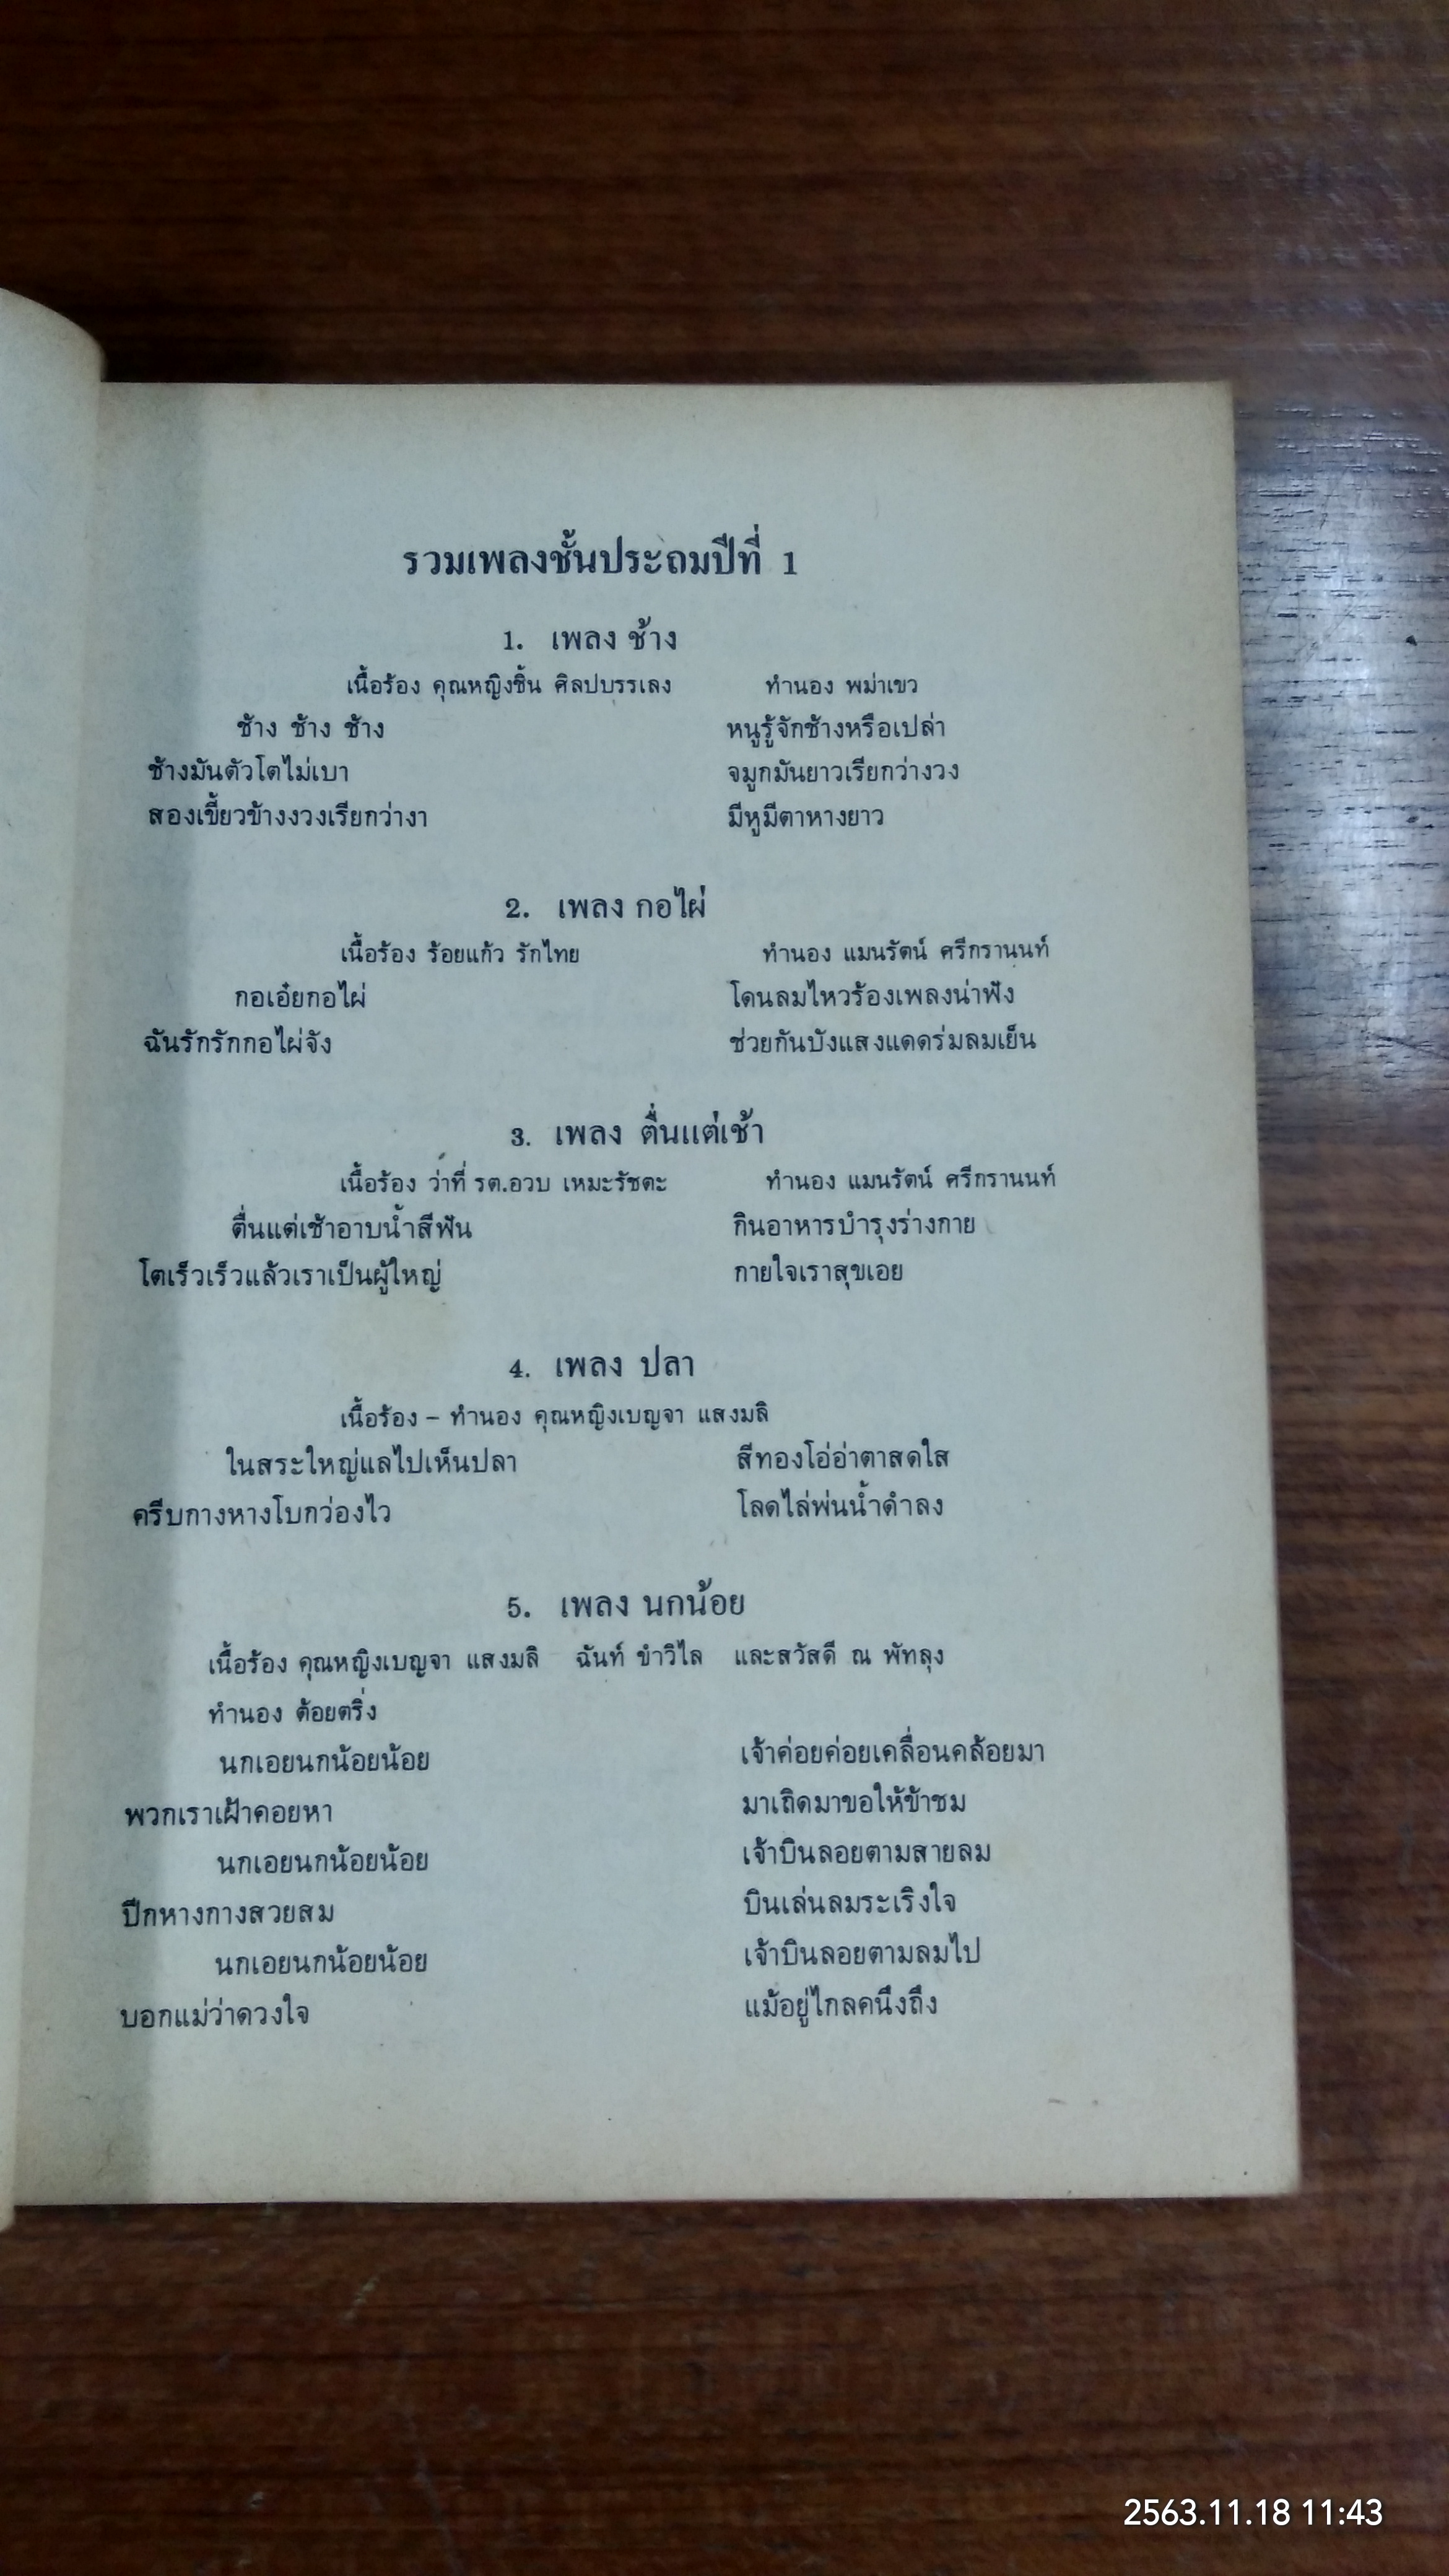 รวมเพลงชั้นประถมปีที่ 1
1. เพลง ช้าง
เนื้อร้อง คุณหญิงชิ้น ศิลปบรรเลง ทำนอง พม่าเขว
ช้าง ช้าง ช้าง หนูรู้จักช้างหรือเปล่า
ช้างมันตัวโตไม่เบา จมูกมันยาวเรียกว่างวง
สองเขี้ยวข้างงวงเรียกว่างา มีหูมีตาหางยาว
2. เพลง กอไผ่
เนื้อร้อง ร้อยแก้ว รักไทย ทำนอง แมนรัตน์ ศรีกรานนท์
กอเอ๋ยกอไผ่ โดนลมไหวร้องเพลงน่าฟัง
ฉันรักรักกอไผ่จัง ช่วยกันบังแสงแดดร่มลมเย็น
3. เพลง ตื่นแต่เช้า
เนื้อร้อง ว่าที่ รต.อวบ เหมะรัชตะ ทำนอง แมนรัตน์ ศรีกรานนท์
ตื่นแต่เช้าอาบน้ำสีฟัน กินอาหารบำรุงร่างกาย
โตเร็วเร็วแล้วเราเป็นผู้ใหญ่ กายใจเราสุขเอย
4. เพลง ปลา
เนื้อร้อง – ทำนอง คุณหญิงเบญจา แสงมลิ
ในสระใหญ่แลไปเห็นปลา สีทองโอ่อ่าตาสดใส
ครีบกางหางโบกว่องไว โลดไล่พ่นน้ำดำลง
5. เพลง นกน้อย
เนื้อร้อง คุณหญิงเบญจา แสงมลิ ฉันท์ ขำวิไล และสวัสดี ณ พัทลุง
ทำนอง ต้อยตริ่ง
นกเอยนกน้อยน้อย เจ้าค่อยค่อยเคลื่อนคล้อยมา
พวกเราเฝ้าคอยหา มาเถิดมาขอให้ข้าชม
นกเอยนกน้อยน้อย เจ้าบินลอยตามสายลม
ปีกหางกางสวยสม บินเล่นลมระเริงใจ
นกเอยนกน้อยน้อย เจ้าบินลอยตามลมไป
บอกแม่ว่าดวงใจ แม้อยู่ไกลคนึงถึง
2563.11.18 11:43